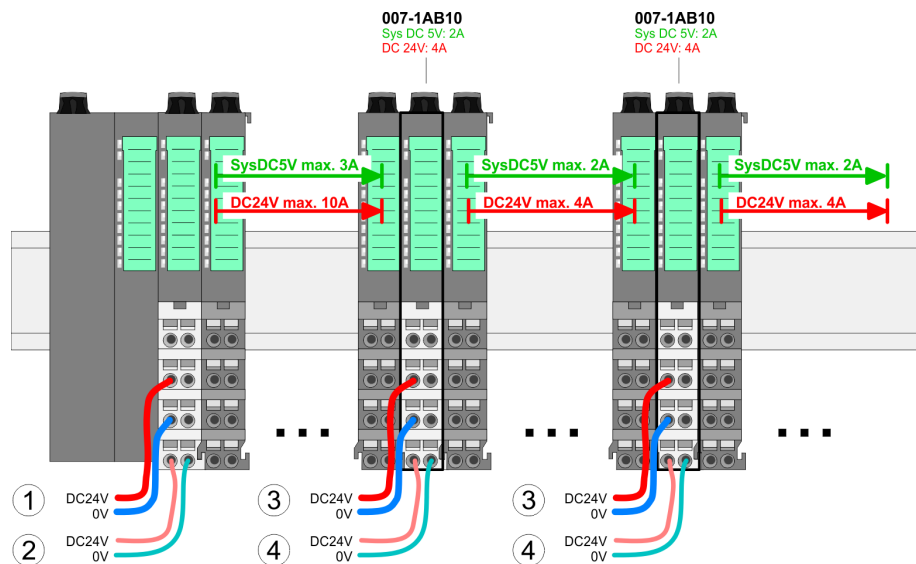 007-1AB10
Sys DC 5V: 2A
DC 24V: 4A
007-1AB10
Sys DC 5V: 2A
DC 24V: 4A
SysDC5V max. 3A
SysDC5V max. 2A
SysDC5V max. 2A
DC24V max. 10A
DC24V max. 4A
DC24V max. 4A
1
DC24V
0V
2
DC24V
0V
3
DC24V
0V
4
DC24V
0V
3
DC24V
0V
4
DC24V
0V